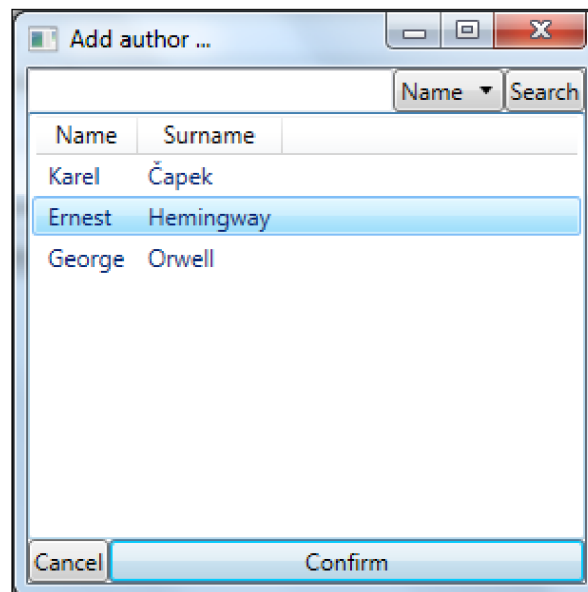 Add author ...
Name Search
Name Surname
Karel Čapek
Ernest Hemingway
George Orwell
Cancel Confirm